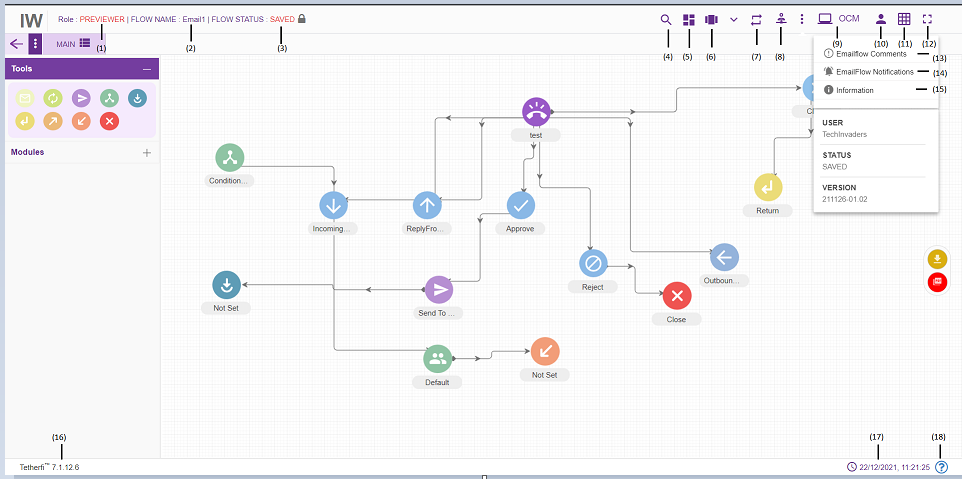 IW Role : PREVIEWER | FLOW NAME : Email1 | FLOW STATUS : SAVED OCM
(1) (2) (3) (4) (5) (6) (7) (8) (9) (10) (11) (12)
MAIN
Emailflow Comments (13)
EmailFlow Notifications (14)
Information (15)
Tools
Modules
USER
TechInvaders
STATUS
SAVED
VERSION
211126-01.02
test
Condition...
Incoming...
ReplyFro...
Approve
Return
Reject
Outboun...
Not Set
Send To ...
Close
Default
Not Set
(16) (17) (18)
Tetherfi™ 7.1.12.6 22/12/2021, 11:21:25 ?